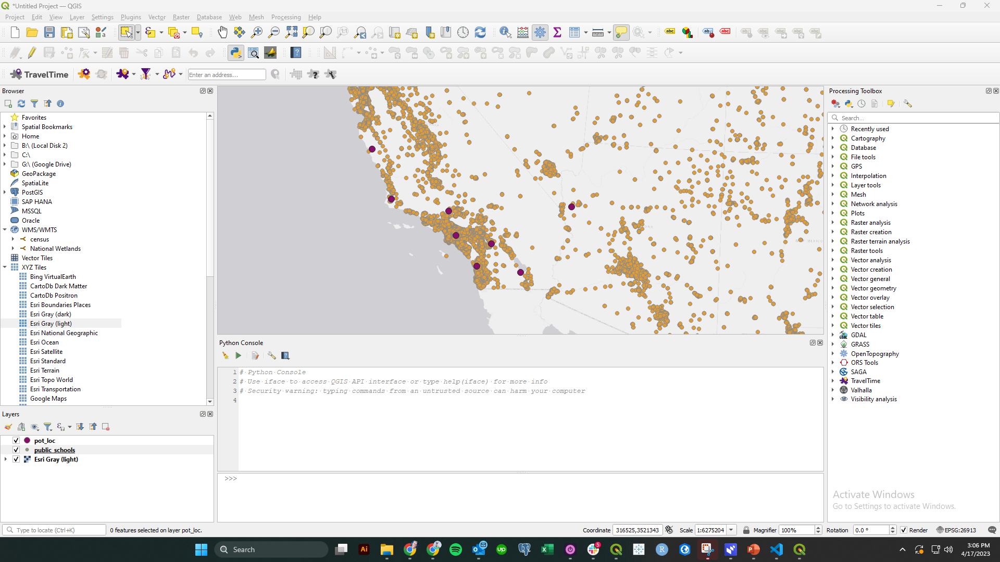 *Untitled Project — QGIS
Project Edit View Layer Settings Plugins Vector Raster Database Web Mesh Processing Help
TravelTime
Enter an address...
Browser
Favorites
Spatial Bookmarks
Home
B:\ (Local Disk 2)
C:\
G:\ (Google Drive)
GeoPackage
SpatiaLite
PostGIS
SAP HANA
MSSQL
Oracle
WMS/WMTS
census
National Wetlands
Vector Tiles
XYZ Tiles
Bing VirtualEarth
CartoDb Dark Matter
CartoDb Positron
Esri Boundaries Places
Esri Gray (dark)
Esri Gray (light)
Esri National Geographic
Esri Ocean
Esri Satellite
Esri Standard
Esri Terrain
Esri Topo World
Esri Transportation
Google Maps
Layers
pot_loc
public_schools
Esri Gray (light)
Python Console
1 # Python Console
2 # Use iface to access QGIS API interface or type help(iface) for more info
3 # Security warning: typing commands from an untrusted source can harm your computer
4
>>>
Processing Toolbox
Search...
Recently used
Cartography
Database
File tools
GPS
Interpolation
Layer tools
Mesh
Network analysis
Plots
Raster analysis
Raster creation
Raster terrain analysis
Raster tools
Vector analysis
Vector creation
Vector general
Vector geometry
Vector overlay
Vector selection
Vector table
Vector tiles
GDAL
GRASS
OpenTopography
ORS Tools
SAGA
TravelTime
Valhalla
Visibility analysis
Activate Windows
Go to Settings to activate Windows.
Type to locate (Ctrl+K)
0 features selected on layer pot_loc.
Coordinate 316525,3521343
Scale 1:6275204
Magnifier 100%
Rotation 0.0 °
Render
EPSG:26913
Search
3:06 PM
4/17/2023